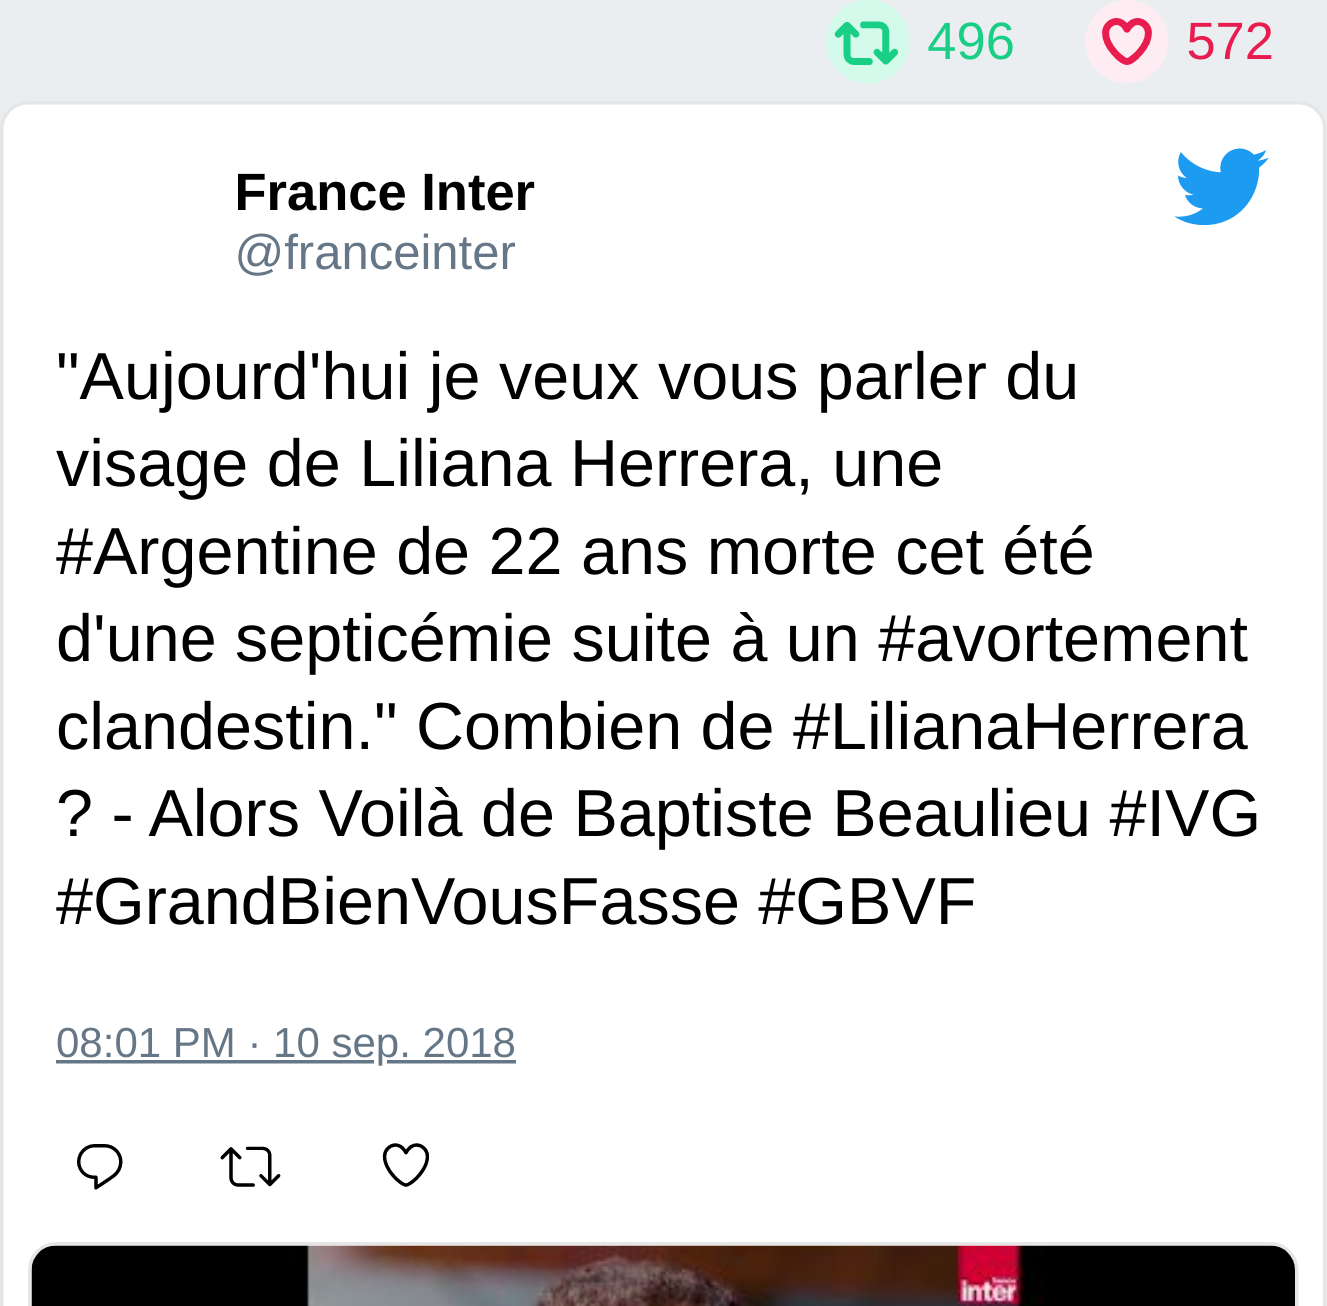 496 572
France Inter
@franceinter
"Aujourd'hui je veux vous parler du
visage de Liliana Herrera, une
#Argentine de 22 ans morte cet été
d'une septicémie suite à un #avortement
clandestin." Combien de #LilianaHerrera
? - Alors Voilà de Baptiste Beaulieu #IVG
#GrandBienVousFasse #GBVF
08:01 PM · 10 sep. 2018
inter